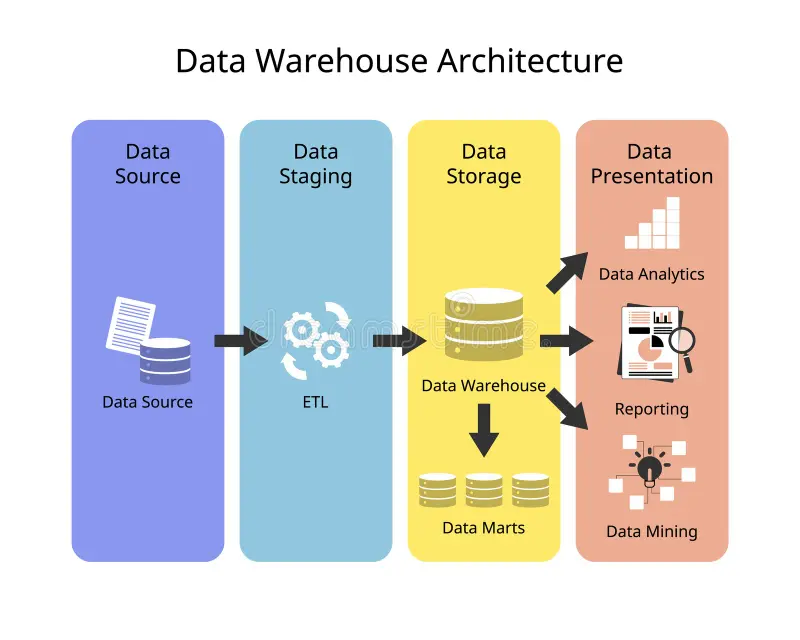 Data Warehouse Architecture
Data
Source
Data Source
Data
Staging
ETL
Data
Storage
Data Warehouse
Data Marts
Data
Presentation
Data Analytics
Reporting
Data Mining
dreamstime